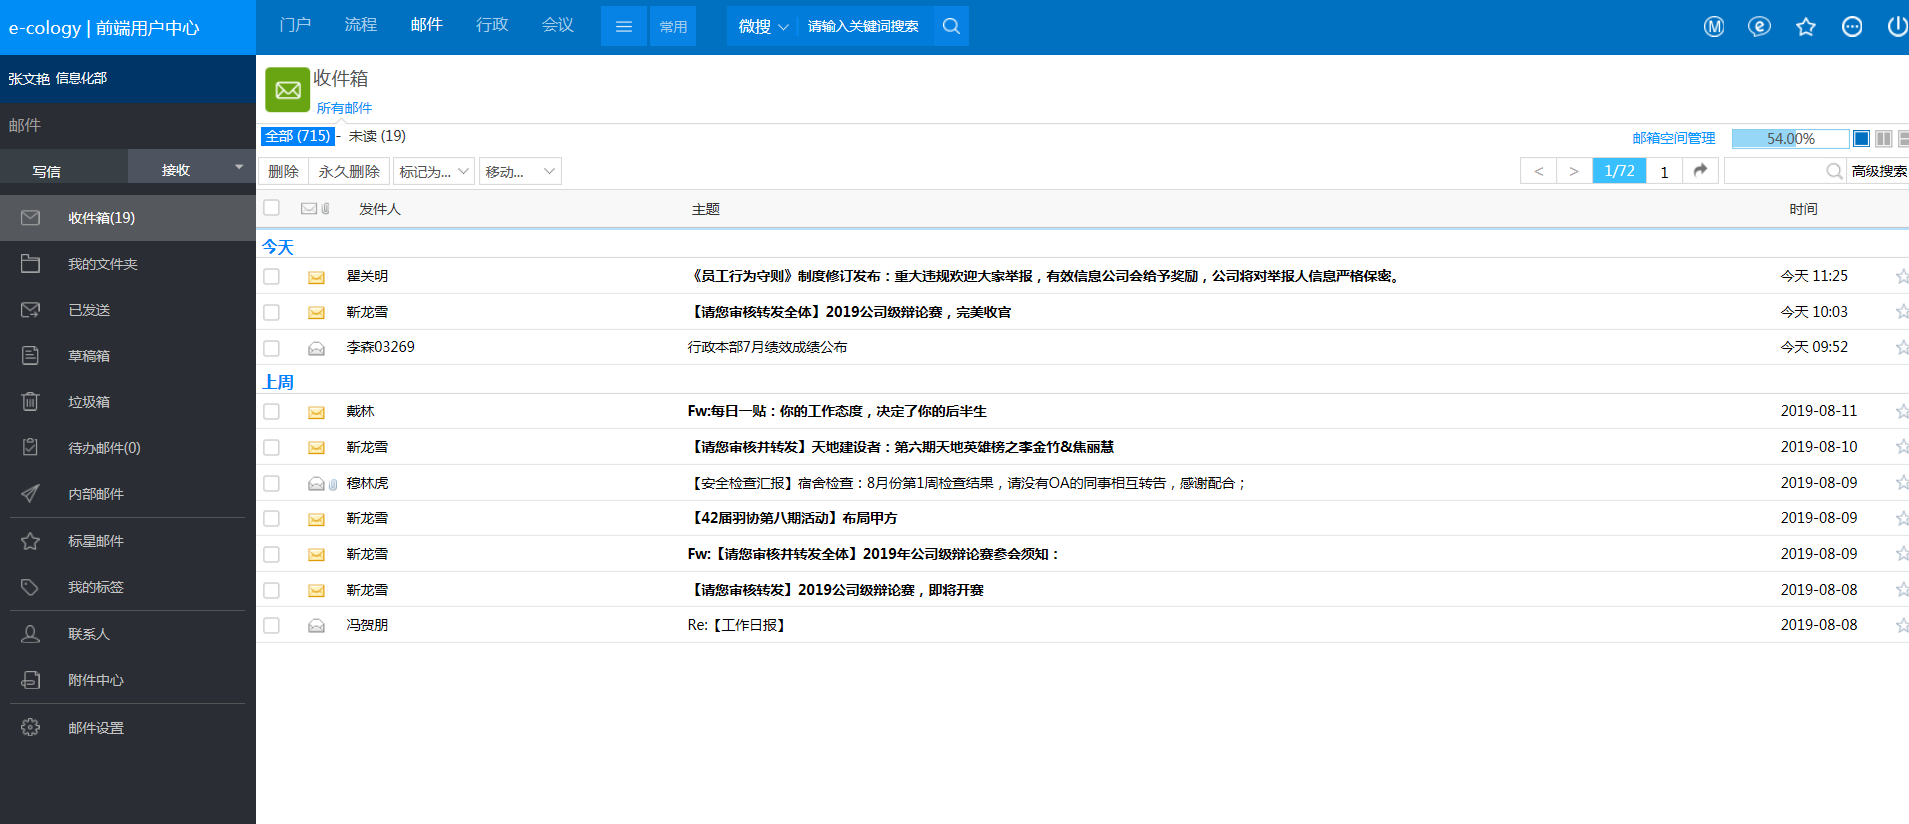 e-cology | 前端用户中心
门户 流程 邮件 行政 会议 常用 微搜 请输入关键词搜索
张文艳 信息化部
邮件
写信 接收
收件箱(19)
我的文件夹
已发送
草稿箱
垃圾箱
待办邮件(0)
内部邮件
标星邮件
我的标签
联系人
附件中心
邮件设置
收件箱
所有邮件
全部 (715) - 未读 (19)
邮箱空间管理 54.00%
删除 永久删除 标记为... 移动... < > 1/72 1 高级搜索
发件人 主题 时间
今天
瞿关明 《员工行为守则》制度修订发布：重大违规欢迎大家举报，有效信息公司会给予奖励，公司将对举报人信息严格保密。 今天 11:25
靳龙雪 【请您审核转发全体】2019公司级辩论赛，完美收官 今天 10:03
李森03269 行政本部7月绩效成绩公布 今天 09:52
上周
戴林 Fw:每日一贴：你的工作态度，决定了你的后半生 2019-08-11
靳龙雪 【请您审核并转发】天地建设者：第六期天地英雄榜之李金竹&焦丽慧 2019-08-10
穆林虎 【安全检查汇报】宿舍检查：8月份第1周检查结果，请没有OA的同事相互转告，感谢配合； 2019-08-09
靳龙雪 【42届羽协第八期活动】布局甲方 2019-08-09
靳龙雪 Fw:【请您审核并转发全体】2019年公司级辩论赛参会须知： 2019-08-09
靳龙雪 【请您审核转发】2019公司级辩论赛，即将开赛 2019-08-08
冯贺朋 Re:【工作日报】 2019-08-08